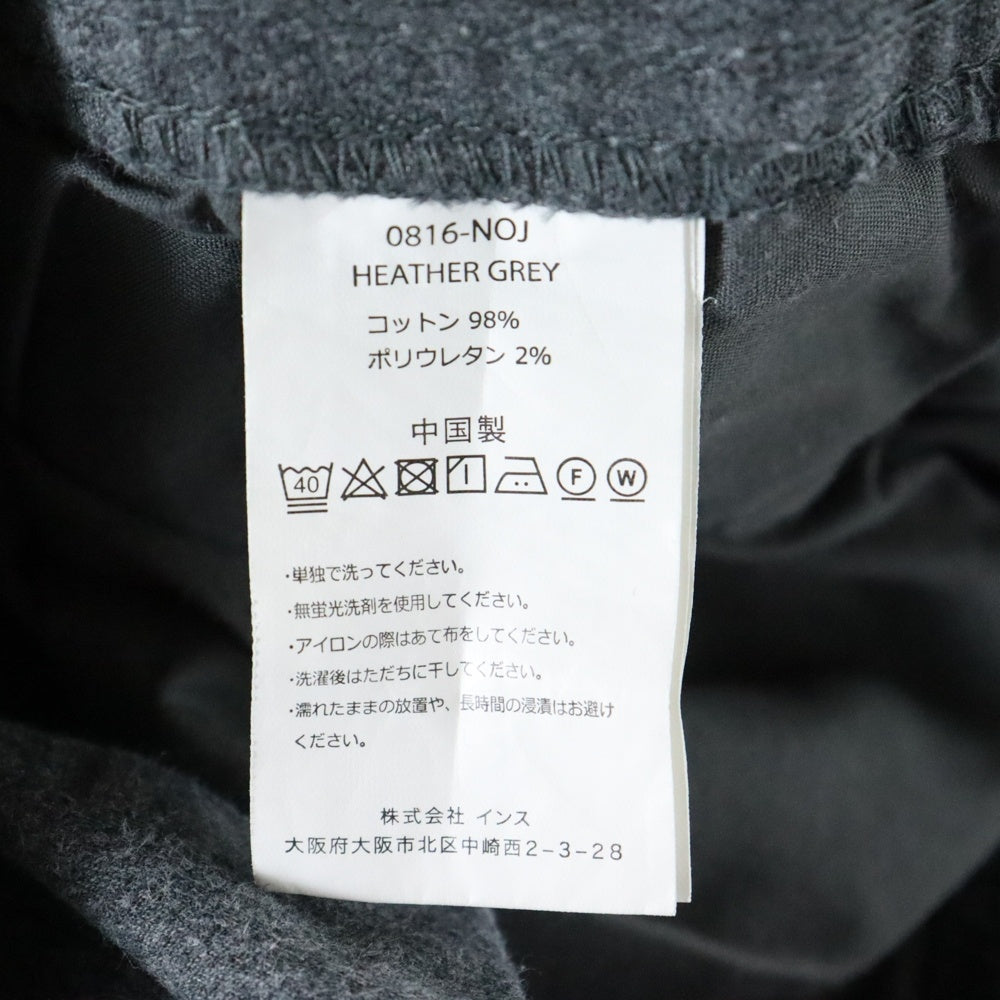 0816-NOJ
HEATHER GREY
コットン 98%
ポリウレタン 2%
中国製
40 F W
・単独で洗ってください。
・無蛍光洗剤を使用してください。
・アイロンの際はあて布をしてください。
・洗濯後はただちに干してください。
・濡れたままの放置や、長時間の浸漬はお避け
ください。
株式会社 インス
大阪府大阪市北区中崎西2-3-28